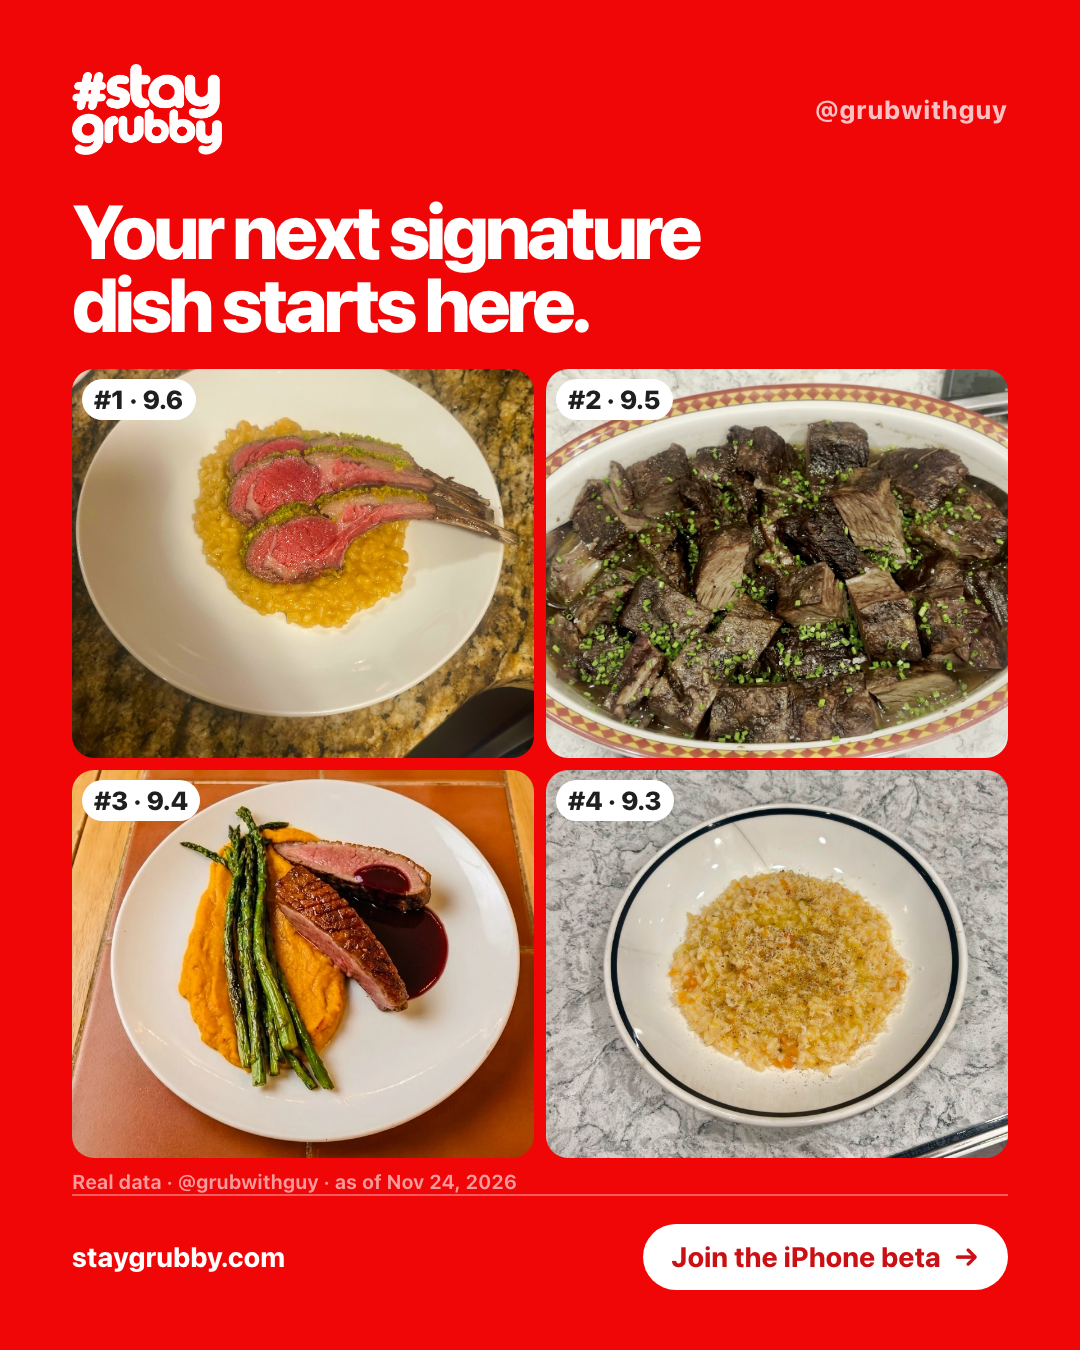 #stay
grubby
@grubwithguy
Your next signature
dish starts here.
#1 · 9.6
#2 · 9.5
#3 · 9.4
#4 · 9.3
Real data · @grubwithguy · as of Nov 24, 2026
staygrubby.com
Join the iPhone beta →